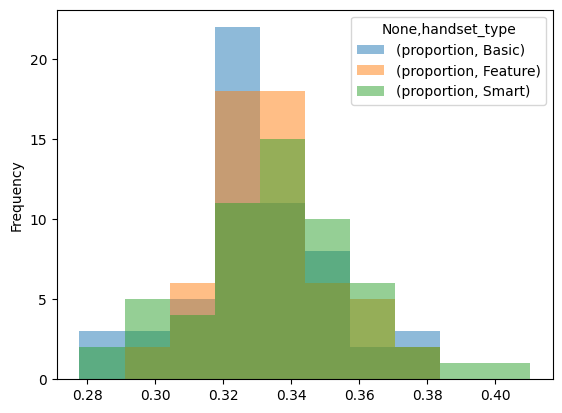 None,handset_type
(proportion, Basic)
(proportion, Feature)
(proportion, Smart)
Frequency
20
15
10
5
0
0.28 0.30 0.32 0.34 0.36 0.38 0.40